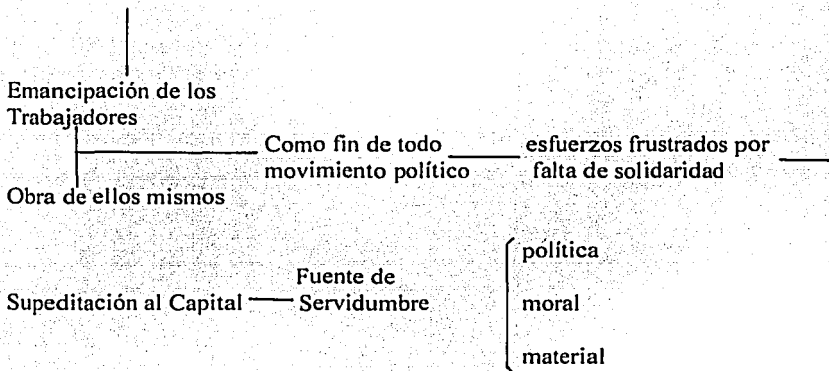 Emancipación de los
Trabajadores
Como fin de todo
movimiento político
esfuerzos frustrados por
falta de solidaridad
Obra de ellos mismos
Supeditación al Capital
Fuente de
Servidumbre
política
moral
material